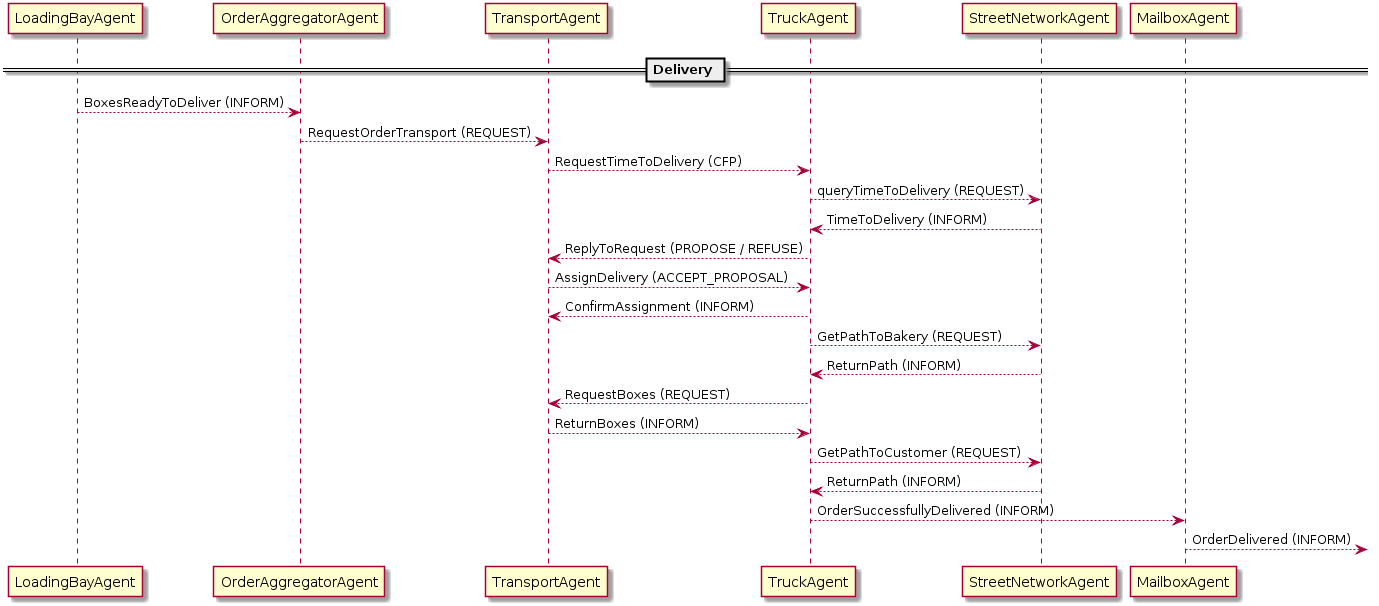 LoadingBayAgent OrderAggregatorAgent TransportAgent TruckAgent StreetNetworkAgent MailboxAgent
Delivery
BoxesReadyToDeliver (INFORM)
RequestOrderTransport (REQUEST)
RequestTimeToDelivery (CFP)
queryTimeToDelivery (REQUEST)
TimeToDelivery (INFORM)
ReplyToRequest (PROPOSE / REFUSE)
AssignDelivery (ACCEPT_PROPOSAL)
ConfirmAssignment (INFORM)
GetPathToBakery (REQUEST)
ReturnPath (INFORM)
RequestBoxes (REQUEST)
ReturnBoxes (INFORM)
GetPathToCustomer (REQUEST)
ReturnPath (INFORM)
OrderSuccessfullyDelivered (INFORM)
OrderDelivered (INFORM)
LoadingBayAgent OrderAggregatorAgent TransportAgent TruckAgent StreetNetworkAgent MailboxAgent